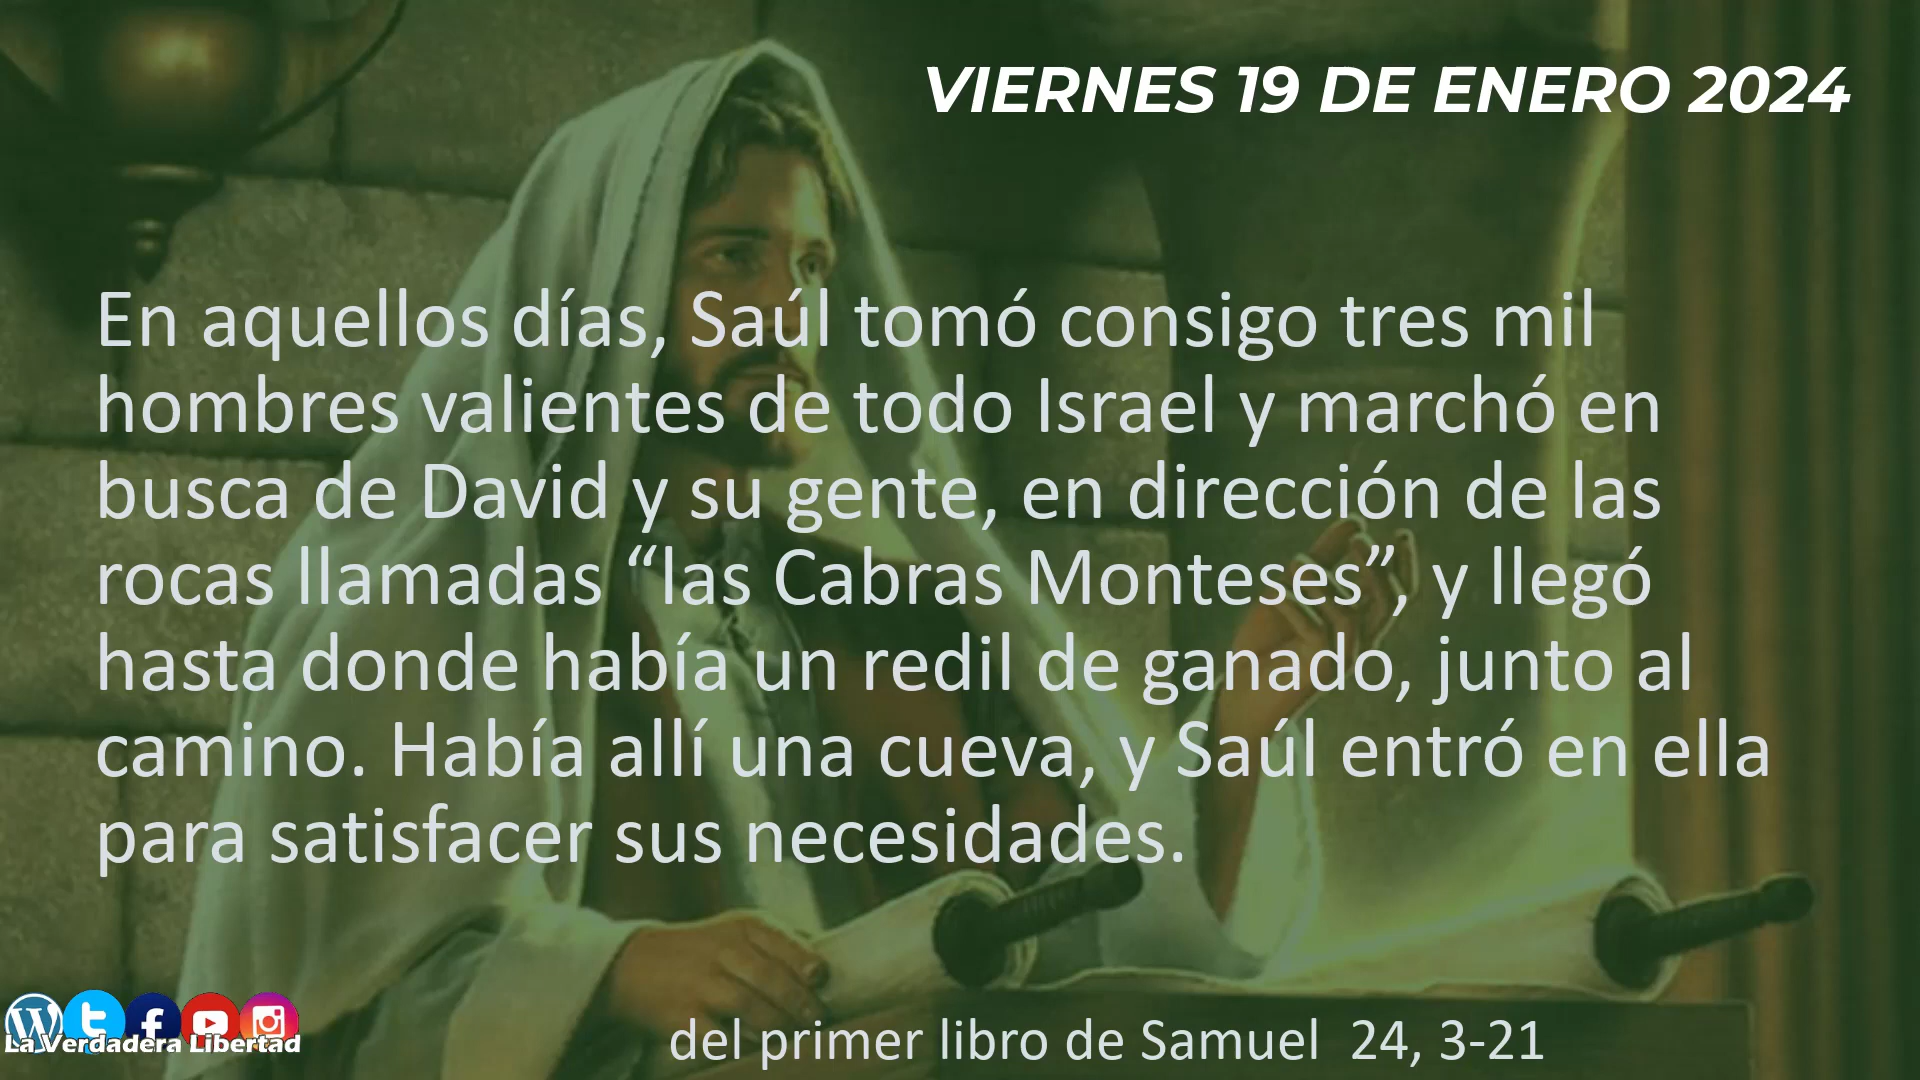 VIERNES 19 DE ENERO 2024
En aquellos días, Saúl tomó consigo tres mil
hombres valientes de todo Israel y marchó en
busca de David y su gente, en dirección de las
rocas llamadas “las Cabras Monteses”, y llegó
hasta donde había un redil de ganado, junto al
camino. Había allí una cueva, y Saúl entró en ella
para satisfacer sus necesidades.
La Verdadera Libertad
del primer libro de Samuel  24, 3-21